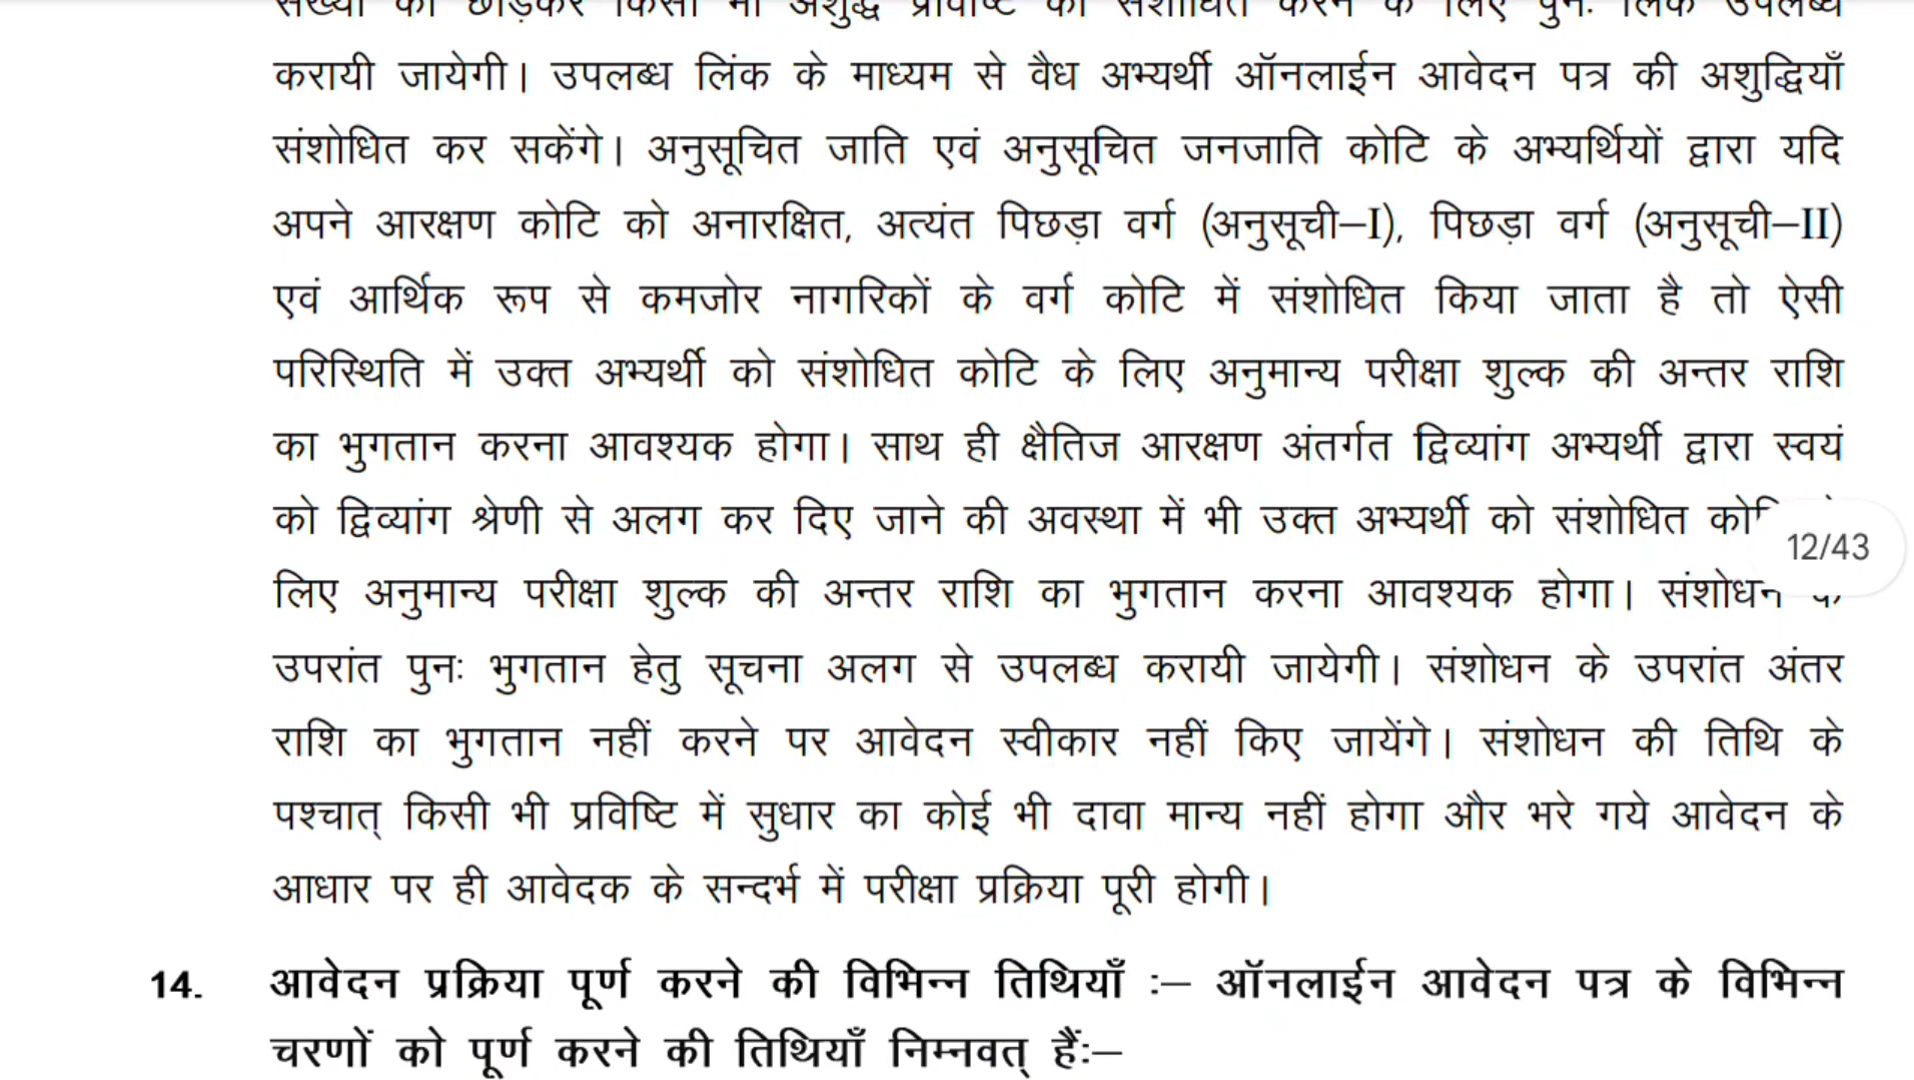 संख्या को छोड़कर किसी भी अशुद्ध प्रविष्टि को संशोधित करने के लिए पुनः लिंक उपलब्ध
करायी जायेगी। उपलब्ध लिंक के माध्यम से वैध अभ्यर्थी ऑनलाईन आवेदन पत्र की अशुद्धियाँ
संशोधित कर सकेंगे। अनुसूचित जाति एवं अनुसूचित जनजाति कोटि के अभ्यर्थियों द्वारा यदि
अपने आरक्षण कोटि को अनारक्षित, अत्यंत पिछड़ा वर्ग (अनुसूची–I), पिछड़ा वर्ग (अनुसूची–II)
एवं आर्थिक रूप से कमजोर नागरिकों के वर्ग कोटि में संशोधित किया जाता है तो ऐसी
परिस्थिति में उक्त अभ्यर्थी को संशोधित कोटि के लिए अनुमान्य परीक्षा शुल्क की अन्तर राशि
का भुगतान करना आवश्यक होगा। साथ ही क्षैतिज आरक्षण अंतर्गत द्विव्यांग अभ्यर्थी द्वारा स्वयं
को द्विव्यांग श्रेणी से अलग कर दिए जाने की अवस्था में भी उक्त अभ्यर्थी को संशोधित
12/43
लिए अनुमान्य परीक्षा शुल्क की अन्तर राशि का भुगतान करना आवश्यक होगा। संशोधन
उपरांत पुनः भुगतान हेतु सूचना अलग से उपलब्ध करायी जायेगी। संशोधन के उपरांत अंतर
राशि का भुगतान नहीं करने पर आवेदन स्वीकार नहीं किए जायेंगे। संशोधन की तिथि के
पश्चात् किसी भी प्रविष्टि में सुधार का कोई भी दावा मान्य नहीं होगा और भरे गये आवेदन के
आधार पर ही आवेदक के सन्दर्भ में परीक्षा प्रक्रिया पूरी होगी।
14. आवेदन प्रक्रिया पूर्ण करने की विभिन्न तिथियाँ :– ऑनलाईन आवेदन पत्र के विभिन्न
चरणों को पूर्ण करने की तिथियाँ निम्नवत् हैंः–